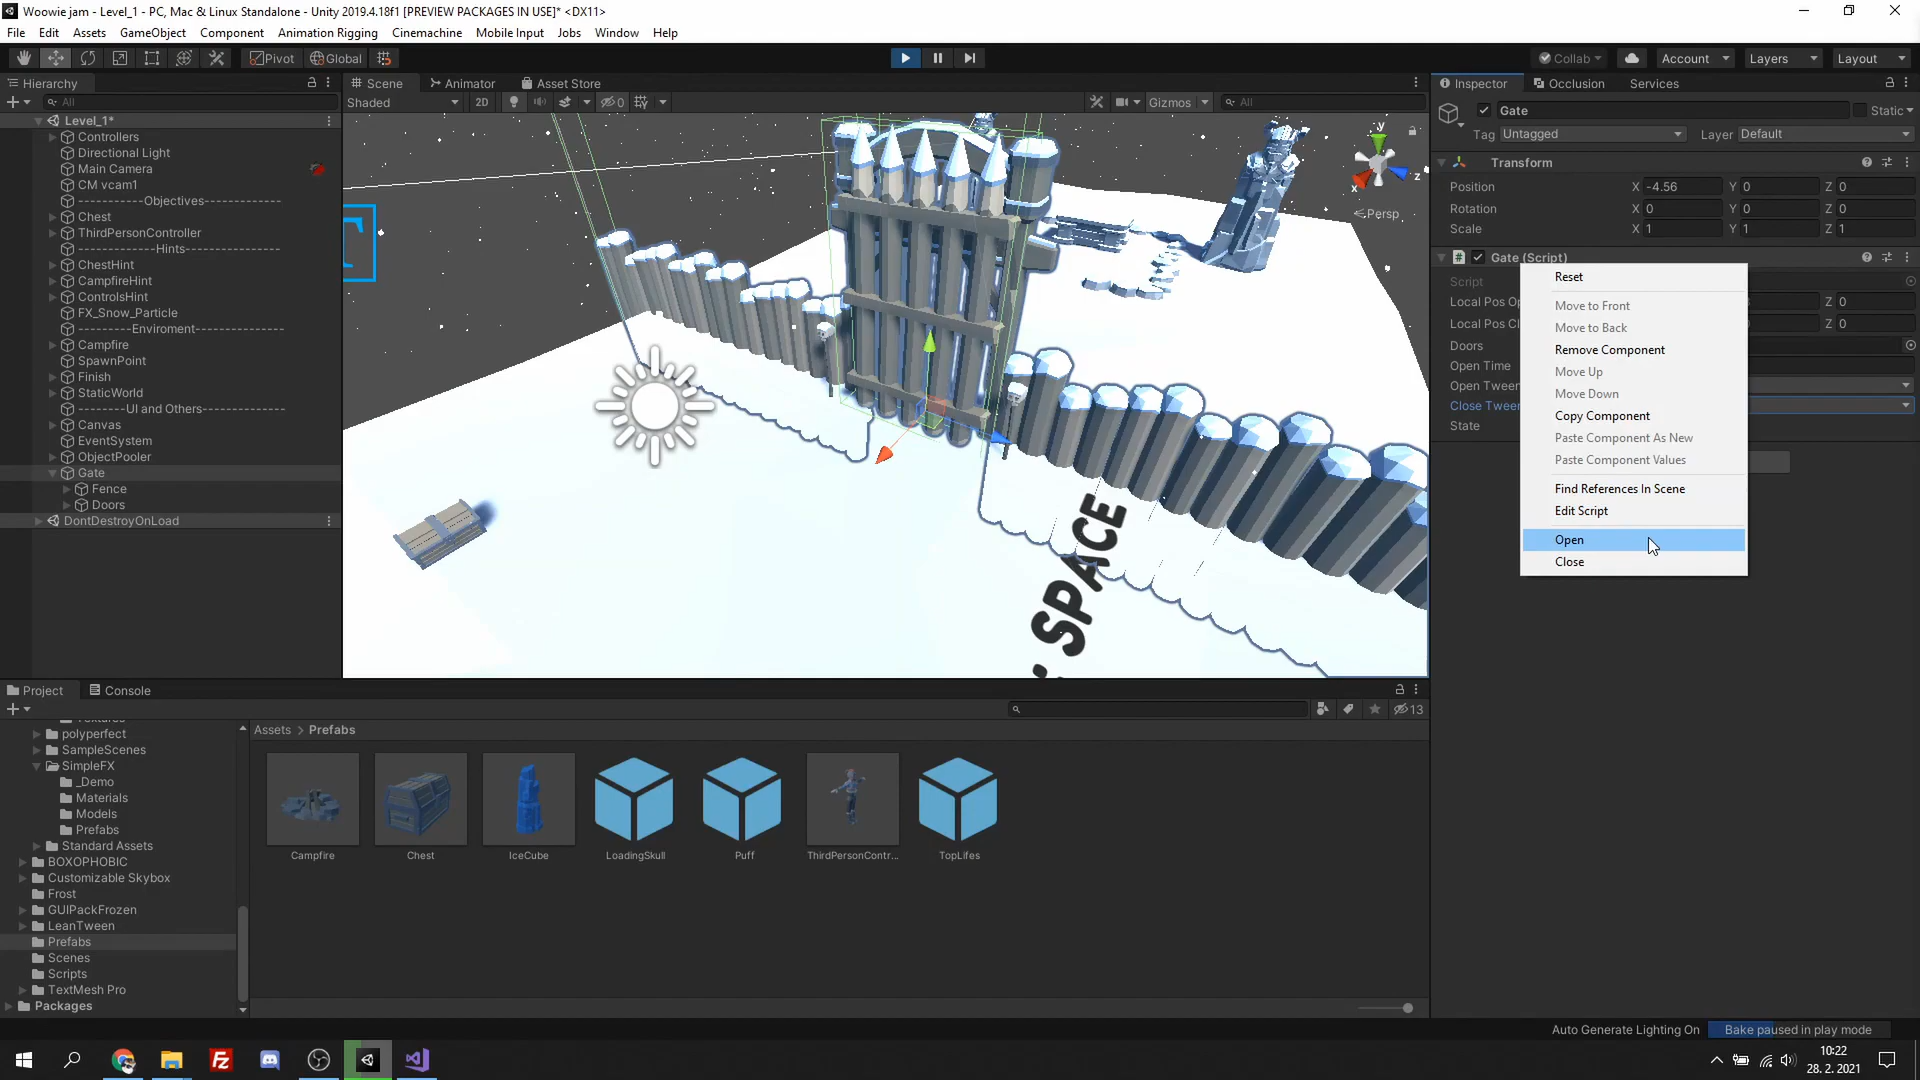 Woowie jam - Level_1 - PC, Mac & Linux Standalone - Unity 2019.4.18f1 [PREVIEW PACKAGES IN USE]* <DX11>
File Edit Assets GameObject Component Animation Rigging Cinemachine Mobile Input Jobs Window Help
Pivot Global Collab Account Layers Layout
Hierarchy
All
Level_1*
Controllers
Directional Light
Main Camera
CM vcam1
-----------Objectives-------------
Chest
ThirdPersonController
-------------Hints----------------
ChestHint
CampfireHint
ControlsHint
FX_Snow_Particle
---------Enviroment---------------
Campfire
SpawnPoint
Finish
StaticWorld
--------UI and Others-------------
Canvas
EventSystem
ObjectPooler
Gate
Fence
Doors
DontDestroyOnLoad
Scene Animator Asset Store
Shaded 2D 0 Gizmos All
y
x
z
Persp
SPACE
Inspector Occlusion Services
Gate Static
Tag Untagged Layer Default
Transform
Position X -4.56 Y 0 Z 0
Rotation X 0 Y 0 Z 0
Scale X 1 Y 1 Z 1
Gate (Script)
Script
Local Pos Op Z 0
Local Pos Cl Z 0
Doors
Open Time
Open Tween
Close Twee
State
Reset
Move to Front
Move to Back
Remove Component
Move Up
Move Down
Copy Component
Paste Component As New
Paste Component Values
Find References In Scene
Edit Script
Open
Close
Project Console
13
polyperfect
SampleScenes
SimpleFX
_Demo
Materials
Models
Prefabs
Standard Assets
BOXOPHOBIC
Customizable Skybox
Frost
GUIPackFrozen
LeanTween
Prefabs
Scenes
Scripts
TextMesh Pro
Packages
Assets > Prefabs
Campfire Chest IceCube LoadingSkull Puff ThirdPersonContr... TopLifes
Auto Generate Lighting On Bake paused in play mode
10:22
28. 2. 2021